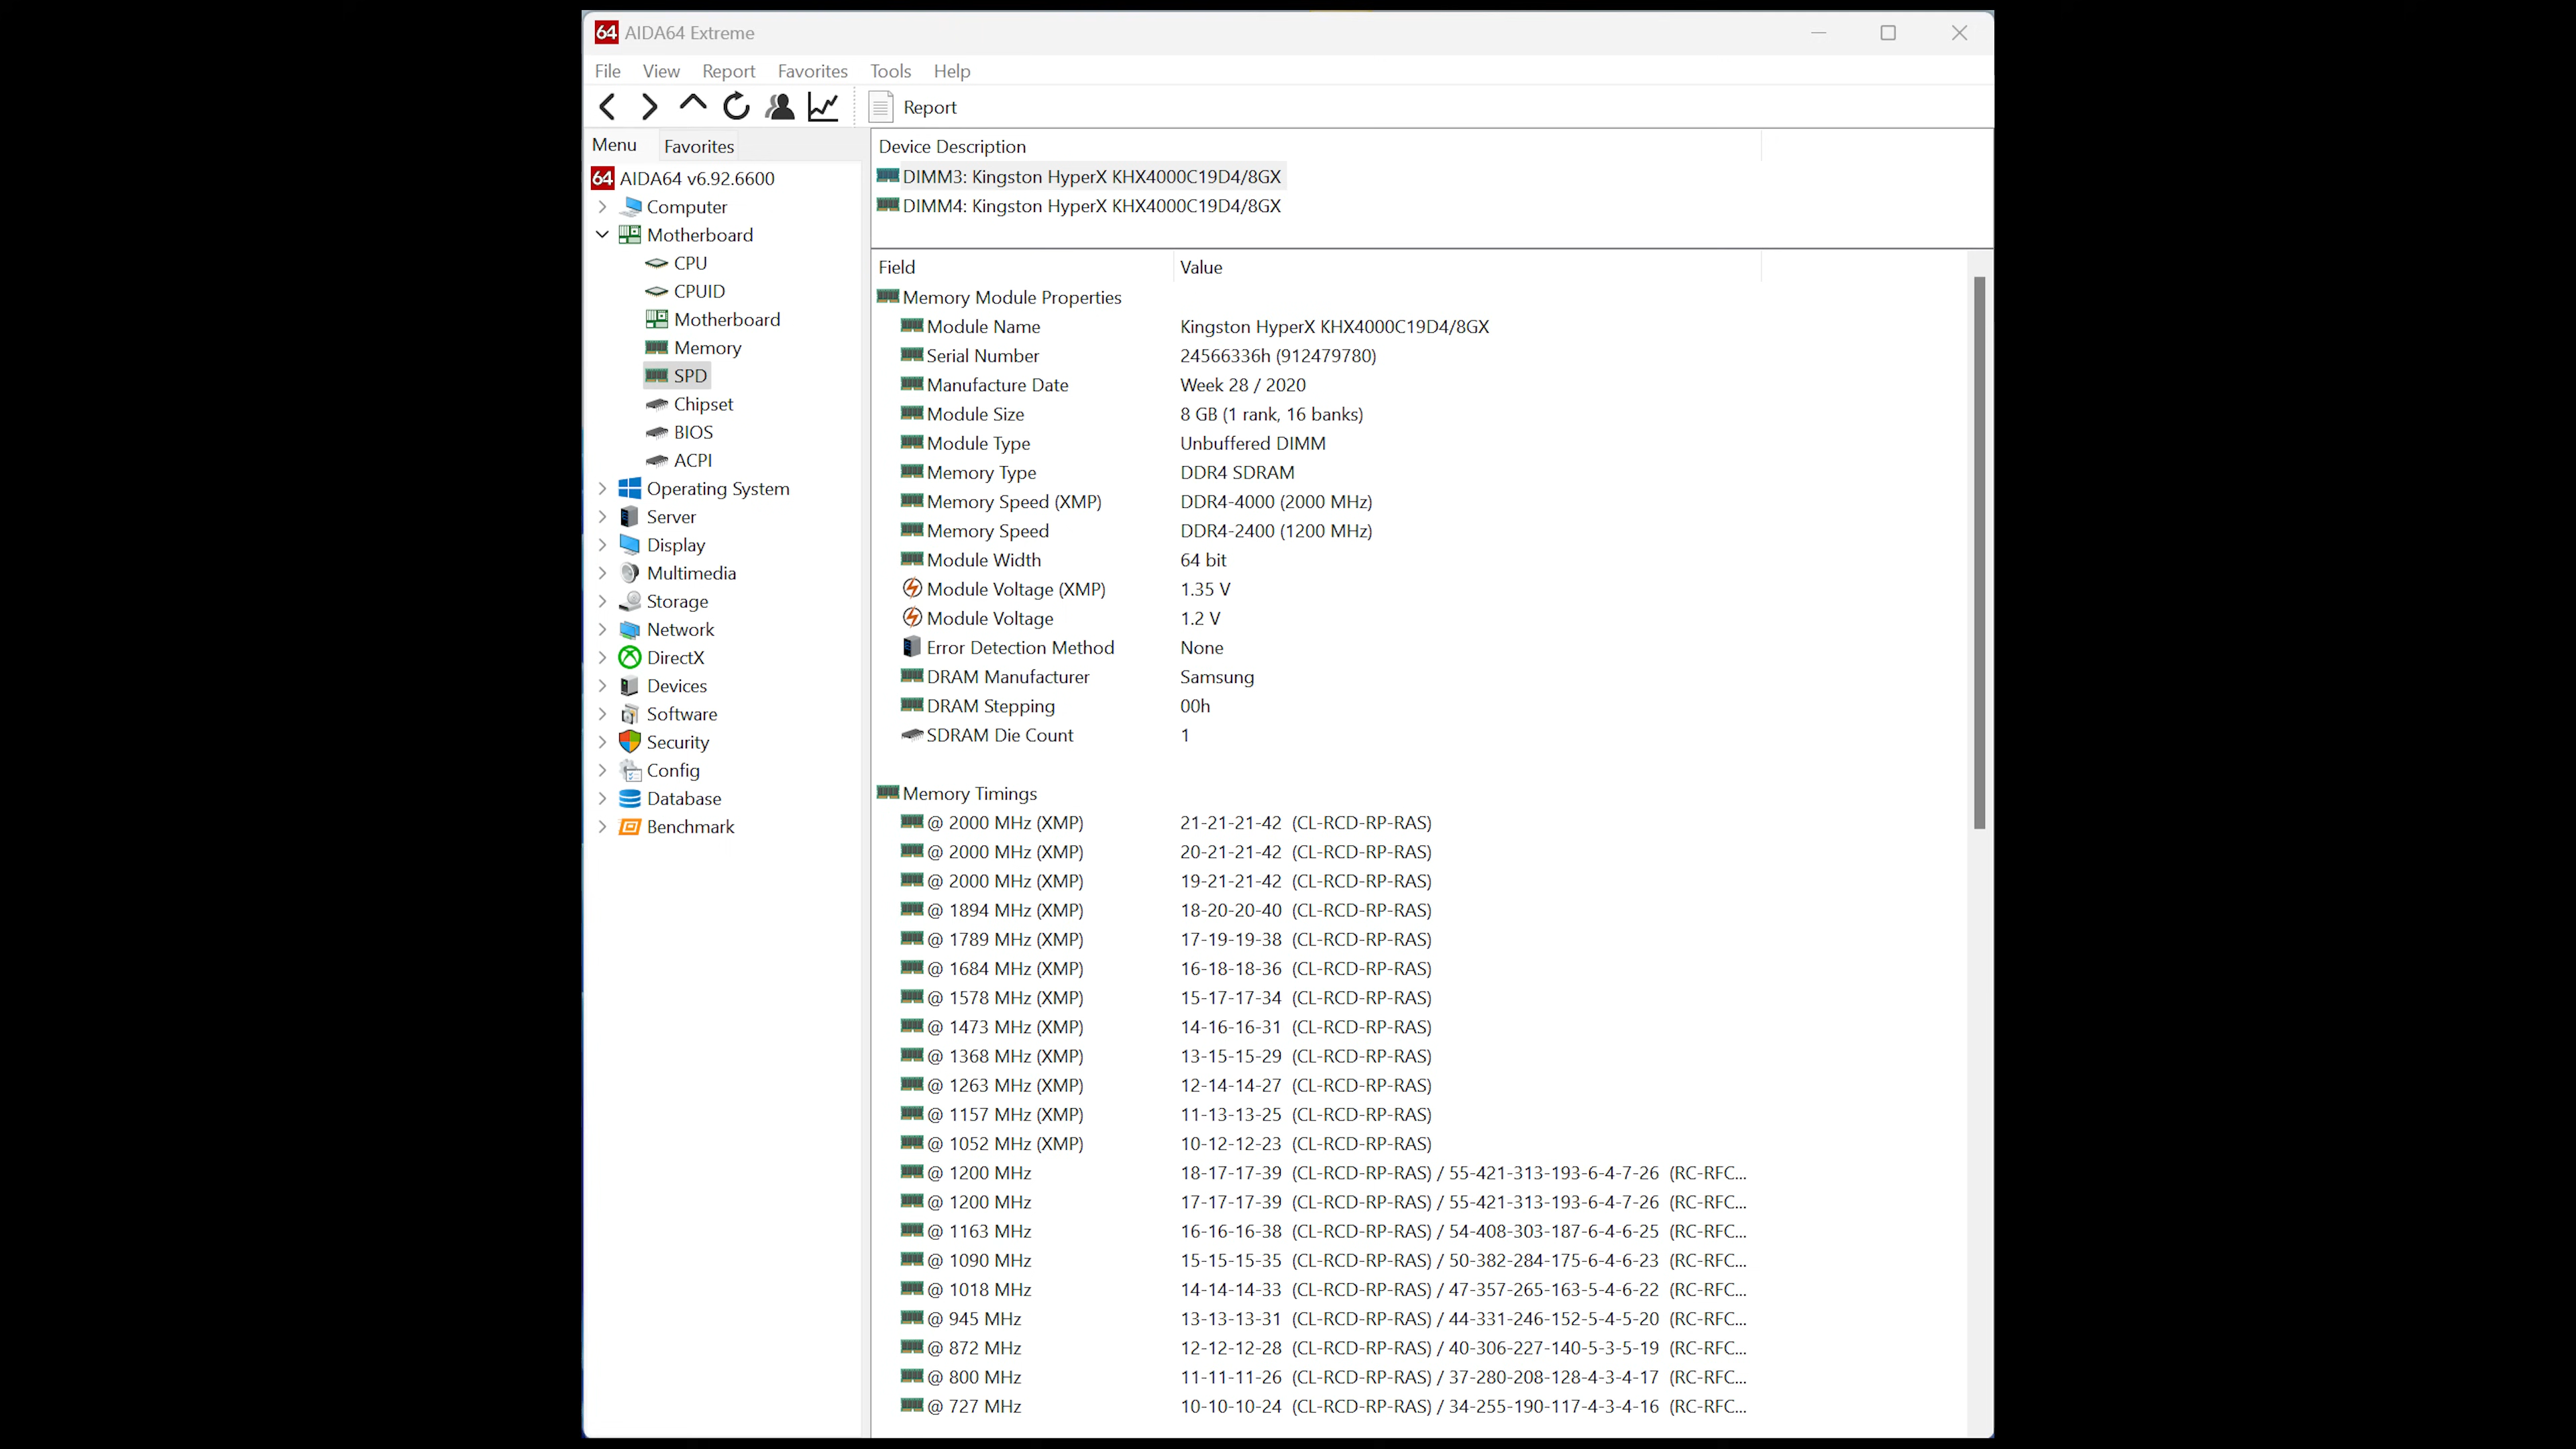 64 AIDA64 Extreme
File View Report Favorites Tools Help
Report
Menu Favorites
64 AIDA64 v6.92.6600
Computer
Motherboard
CPU
CPUID
Motherboard
Memory
SPD
Chipset
BIOS
ACPI
Operating System
Server
Display
Multimedia
Storage
Network
DirectX
Devices
Software
Security
Config
Database
Benchmark
Device Description
DIMM3: Kingston HyperX KHX4000C19D4/8GX
DIMM4: Kingston HyperX KHX4000C19D4/8GX
Field Value
Memory Module Properties
Module Name Kingston HyperX KHX4000C19D4/8GX
Serial Number 24566336h (912479780)
Manufacture Date Week 28 / 2020
Module Size 8 GB (1 rank, 16 banks)
Module Type Unbuffered DIMM
Memory Type DDR4 SDRAM
Memory Speed (XMP) DDR4-4000 (2000 MHz)
Memory Speed DDR4-2400 (1200 MHz)
Module Width 64 bit
Module Voltage (XMP) 1.35 V
Module Voltage 1.2 V
Error Detection Method None
DRAM Manufacturer Samsung
DRAM Stepping 00h
SDRAM Die Count 1
Memory Timings
@ 2000 MHz (XMP) 21-21-21-42 (CL-RCD-RP-RAS)
@ 2000 MHz (XMP) 20-21-21-42 (CL-RCD-RP-RAS)
@ 2000 MHz (XMP) 19-21-21-42 (CL-RCD-RP-RAS)
@ 1894 MHz (XMP) 18-20-20-40 (CL-RCD-RP-RAS)
@ 1789 MHz (XMP) 17-19-19-38 (CL-RCD-RP-RAS)
@ 1684 MHz (XMP) 16-18-18-36 (CL-RCD-RP-RAS)
@ 1578 MHz (XMP) 15-17-17-34 (CL-RCD-RP-RAS)
@ 1473 MHz (XMP) 14-16-16-31 (CL-RCD-RP-RAS)
@ 1368 MHz (XMP) 13-15-15-29 (CL-RCD-RP-RAS)
@ 1263 MHz (XMP) 12-14-14-27 (CL-RCD-RP-RAS)
@ 1157 MHz (XMP) 11-13-13-25 (CL-RCD-RP-RAS)
@ 1052 MHz (XMP) 10-12-12-23 (CL-RCD-RP-RAS)
@ 1200 MHz 18-17-17-39 (CL-RCD-RP-RAS) / 55-421-313-193-6-4-7-26 (RC-RFC...
@ 1200 MHz 17-17-17-39 (CL-RCD-RP-RAS) / 55-421-313-193-6-4-7-26 (RC-RFC...
@ 1163 MHz 16-16-16-38 (CL-RCD-RP-RAS) / 54-408-303-187-6-4-6-25 (RC-RFC...
@ 1090 MHz 15-15-15-35 (CL-RCD-RP-RAS) / 50-382-284-175-6-4-6-23 (RC-RFC...
@ 1018 MHz 14-14-14-33 (CL-RCD-RP-RAS) / 47-357-265-163-5-4-6-22 (RC-RFC...
@ 945 MHz 13-13-13-31 (CL-RCD-RP-RAS) / 44-331-246-152-5-4-5-20 (RC-RFC...
@ 872 MHz 12-12-12-28 (CL-RCD-RP-RAS) / 40-306-227-140-5-3-5-19 (RC-RFC...
@ 800 MHz 11-11-11-26 (CL-RCD-RP-RAS) / 37-280-208-128-4-3-4-17 (RC-RFC...
@ 727 MHz 10-10-10-24 (CL-RCD-RP-RAS) / 34-255-190-117-4-3-4-16 (RC-RFC...